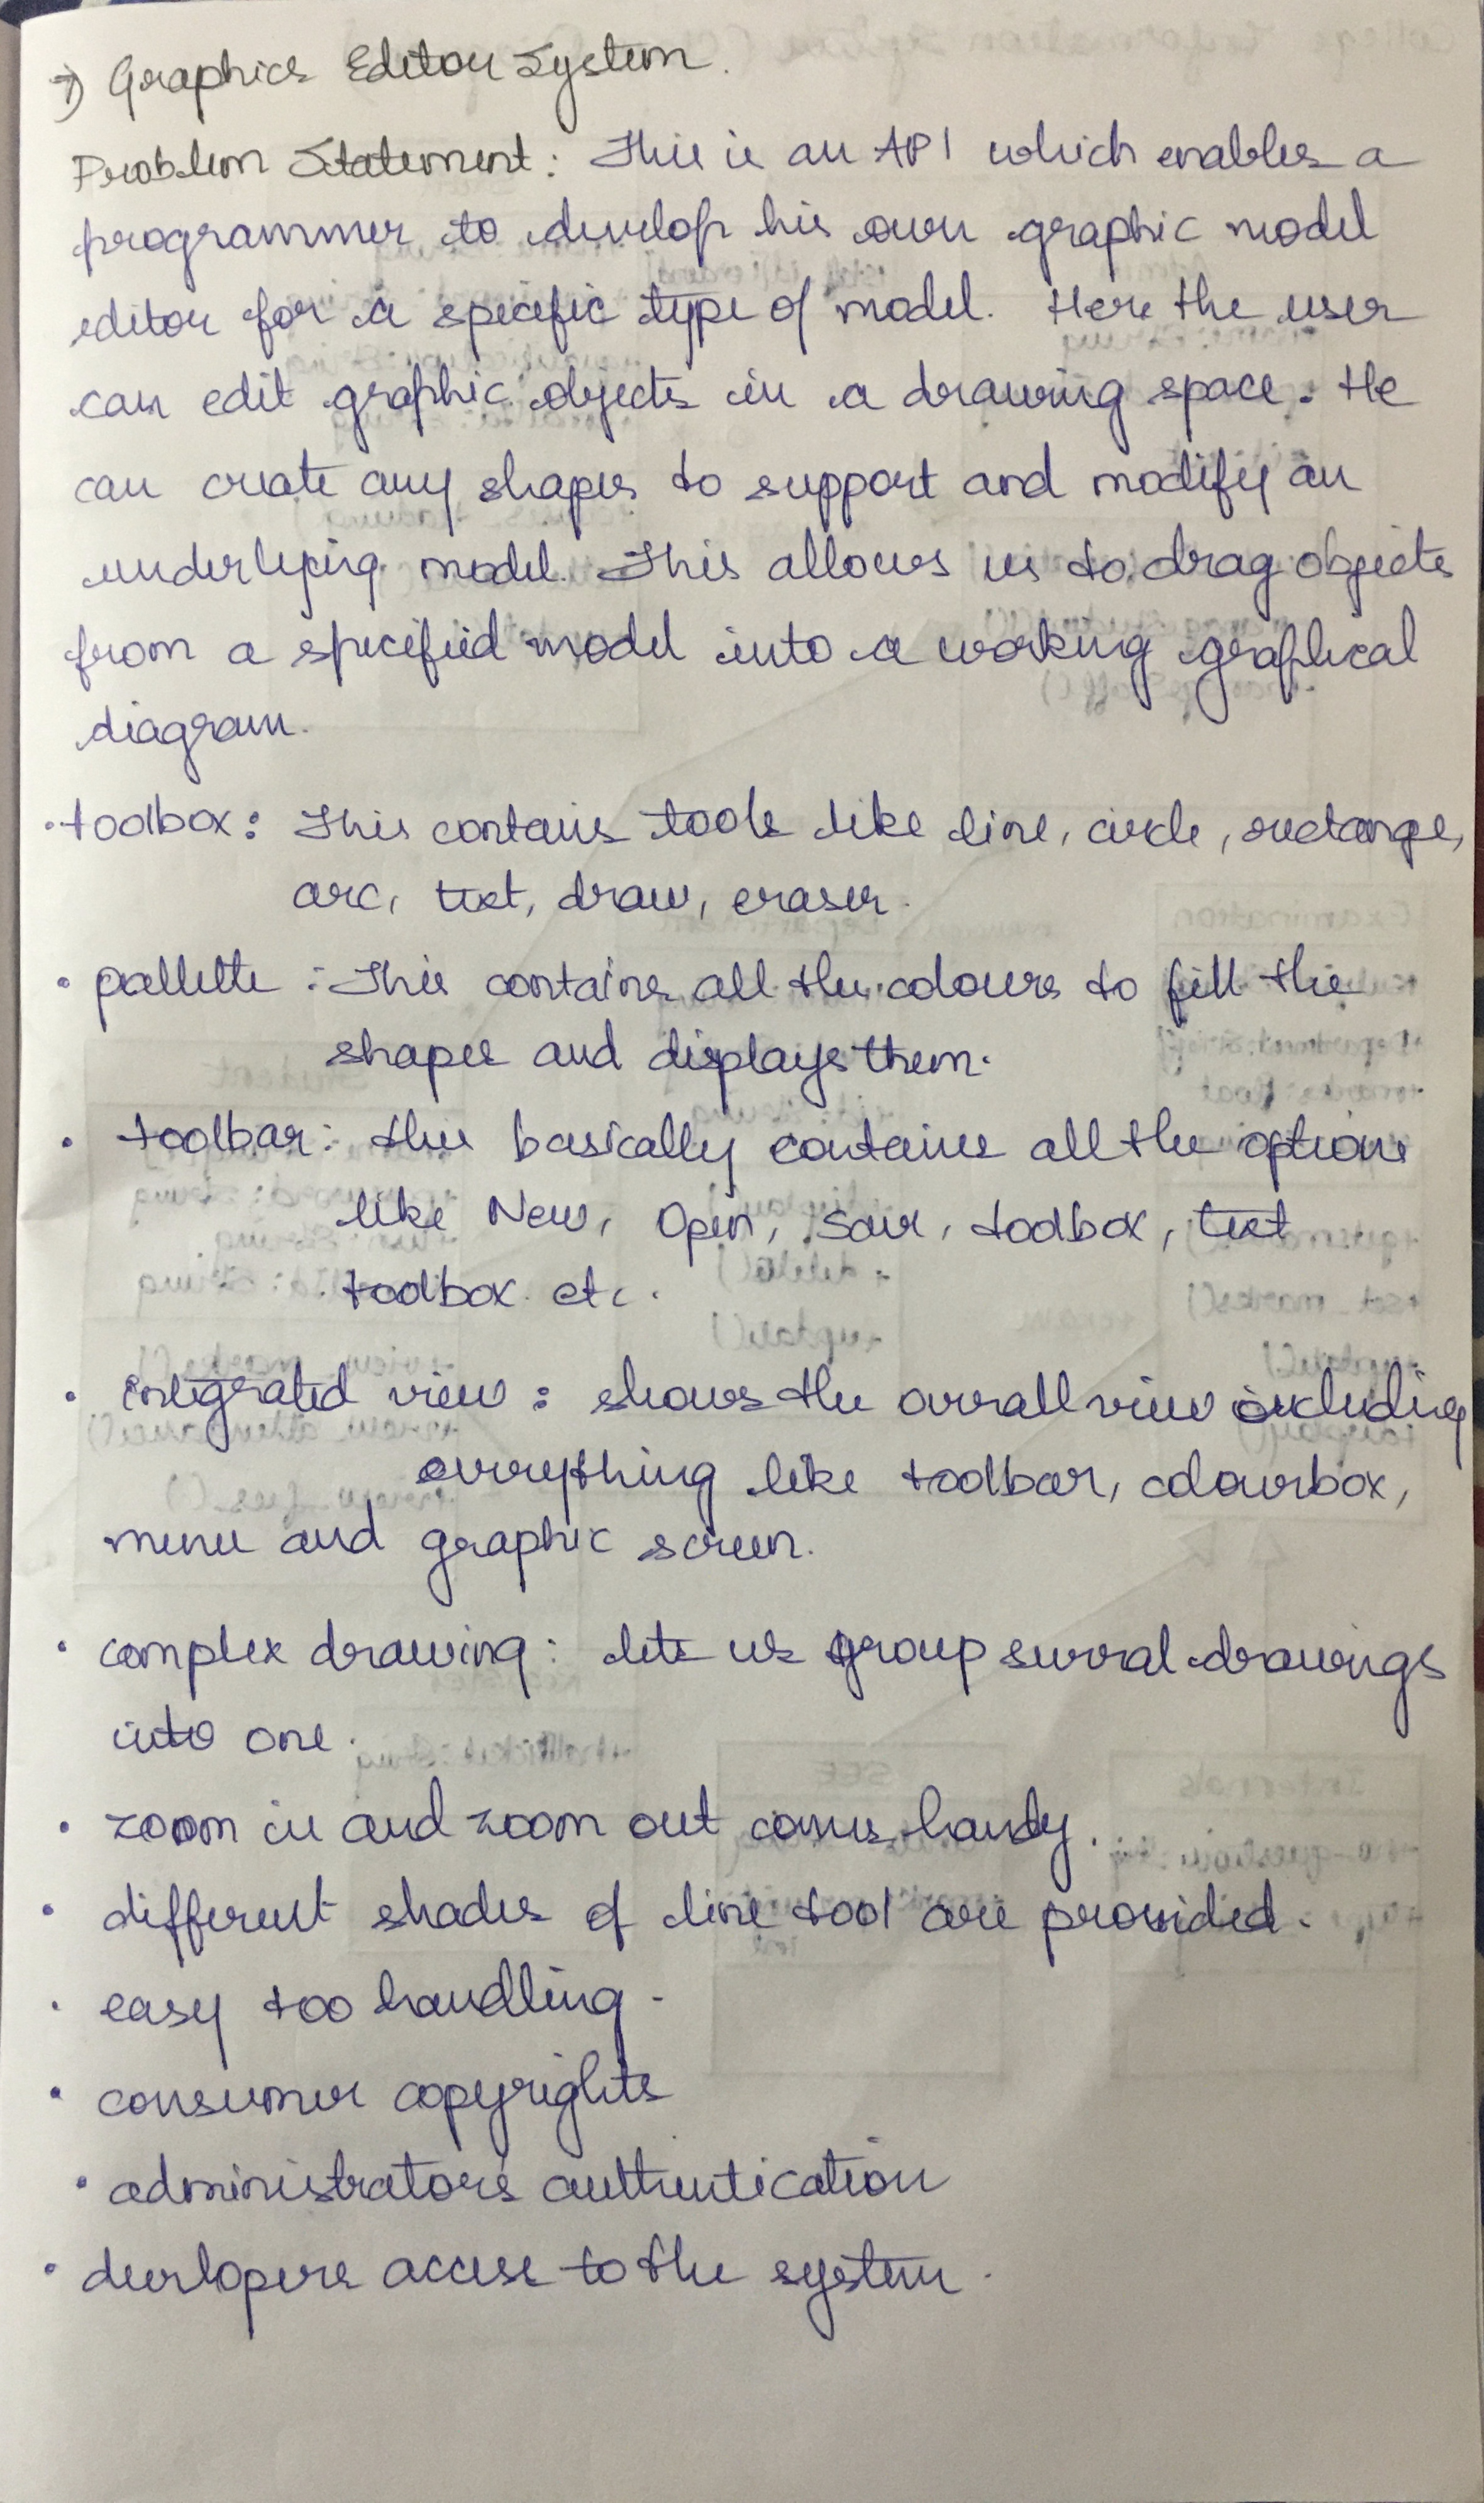 7) Graphics Editor System.
Problem Statement: This is an API which enables a
programmer to develop his own graphic model
editor for a specific type of model. Here the user
can edit graphic objects in a drawing space. He
can create any shapes to support and modify an
underlying model. This allows us to drag objects
from a specified model into a working graphical
diagram.
• toolbox: This contains tools like line, circle, rectange,
arc, text, draw, eraser.
• pallette : This contains all the colours to fill the
shapes and displays them.
• toolbar: this basically contains all the options
like New, Open, save, toolbox, text
toolbox etc.
• integrated view : shows the overall view including
everything like toolbar, colourbox,
menu and graphic screen.
• complex drawing: lets us group several drawings
into one.
• zoom in and zoom out comes handy.
• different shades of line tool are provided.
• easy too handling.
• consumer copyrights
• administrators authentication
• developers access to the system.